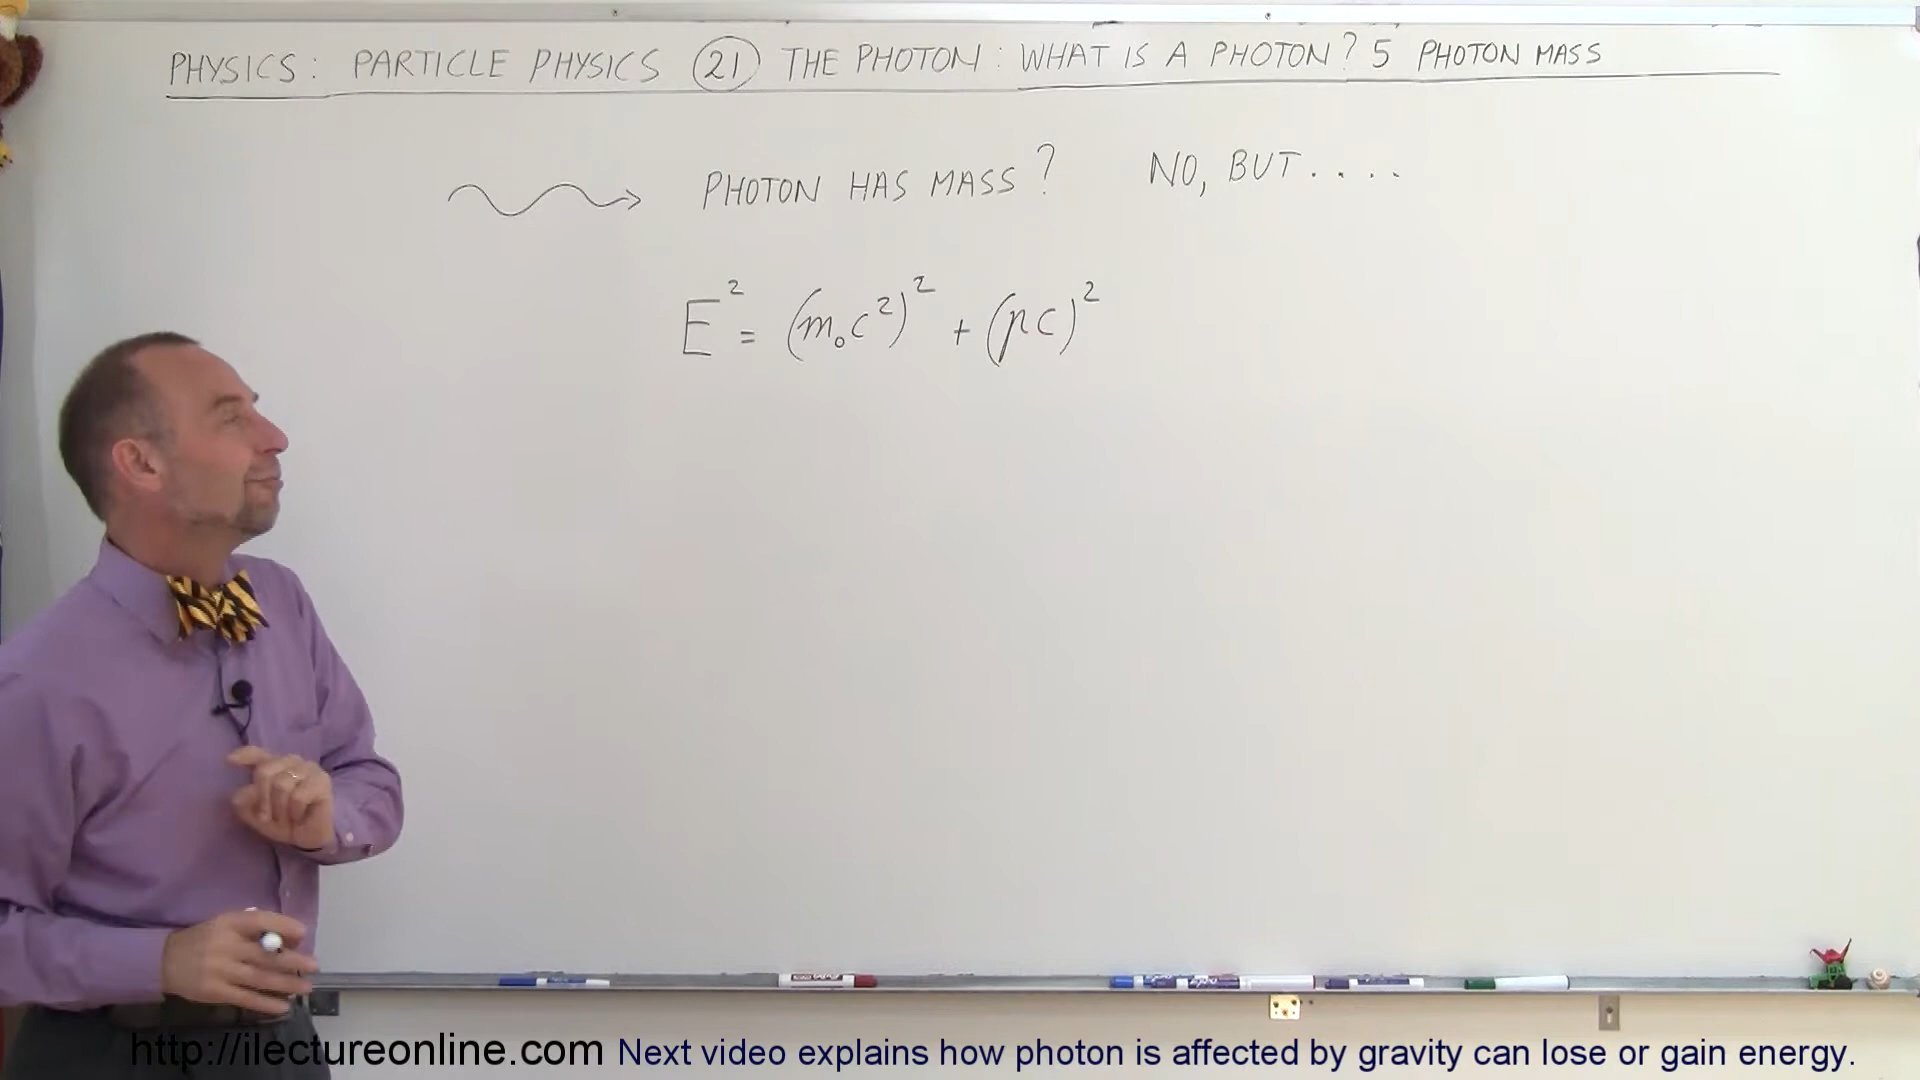 PHYSICS: PARTICLE PHYSICS 21 THE PHOTON: WHAT IS A PHOTON? 5 PHOTON MASS
PHOTON HAS MASS? NO, BUT....
E² = (m₀c²)² + (pc)²
http://ilectureonline.com Next video explains how photon is affected by gravity can lose or gain energy.